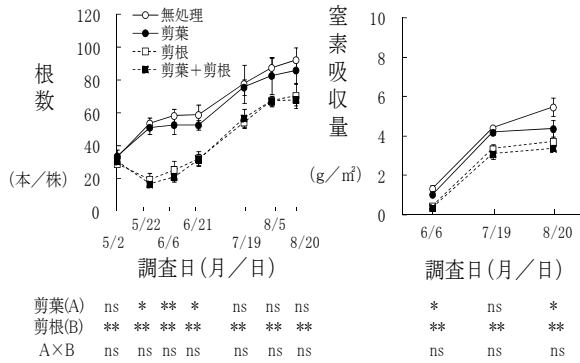 根数
(本／株)
120
100
80
60
40
20
0
無処理
剪葉
剪根
剪葉＋剪根
5/2
5/22
6/6
6/21
7/19
8/5
8/20
調査日(月／日)
窒素吸収量
(g／㎡)
10
8
6
4
2
0
6/6
7/19
8/20
調査日(月／日)
剪葉(A) ns * ** * ns ns ns * ns *
剪根(B) ** ** ** ** ** ** ** ** ** **
A×B ns ns ns ns ns ns ns ns ns ns